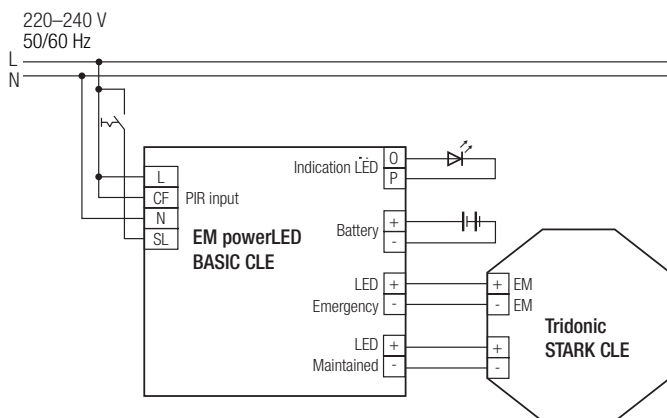 220–240 V
50/60 Hz
L
N
L
CF PIR input
N
SL
EM powerLED
BASIC CLE
Indication LED
O
P
Battery
+
-
LED
Emergency
+
-
LED
Maintained
+
-
+ EM
- EM
+
-
Tridonic
STARK CLE